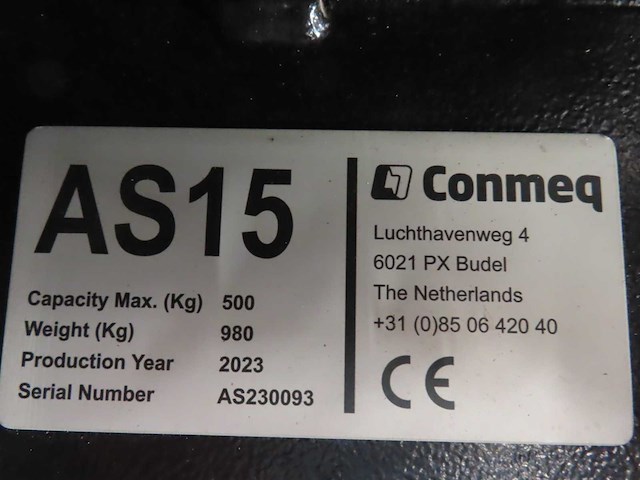 AS15
Capacity Max. (Kg) 500
Weight (Kg) 980
Production Year 2023
Serial Number AS230093
Conmeq
Luchthavenweg 4
6021 PX Budel
The Netherlands
+31 (0)85 06 420 40
CE